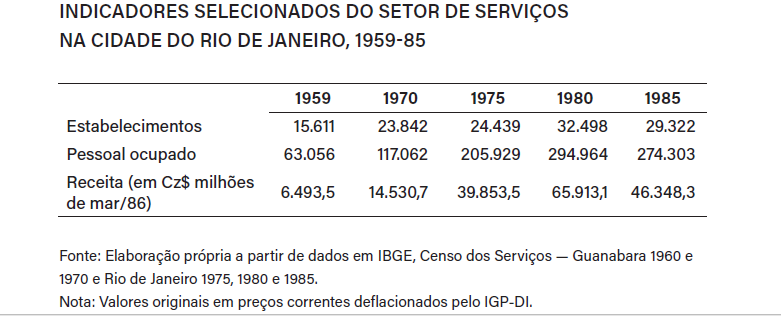 INDICADORES SELECIONADOS DO SETOR DE SERVIÇOS
NA CIDADE DO RIO DE JANEIRO, 1959-85
1959 1970 1975 1980 1985
Estabelecimentos 15.611 23.842 24.439 32.498 29.322
Pessoal ocupado 63.056 117.062 205.929 294.964 274.303
Receita (em Cz$ milhões
de mar/86) 6.493,5 14.530,7 39.853,5 65.913,1 46.348,3
Fonte: Elaboração própria a partir de dados em IBGE, Censo dos Serviços — Guanabara 1960 e
1970 e Rio de Janeiro 1975, 1980 e 1985.
Nota: Valores originais em preços correntes deflacionados pelo IGP-DI.